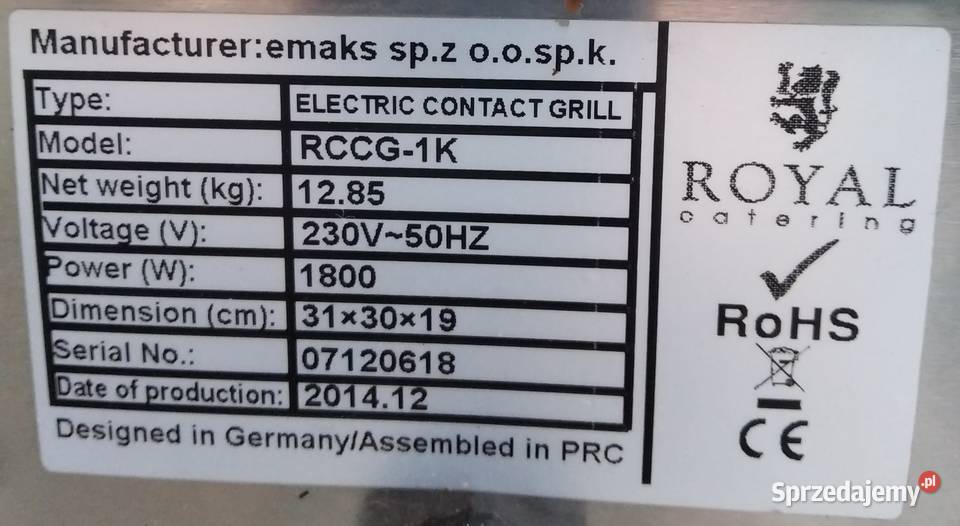 Manufacturer:emaks sp.z o.o.sp.k.
Type: ELECTRIC CONTACT GRILL
Model: RCCG-1K
Net weight (kg): 12.85
Voltage (V): 230V~50HZ
Power (W): 1800
Dimension (cm): 31×30×19
Serial No.: 07120618
Date of production: 2014.12
Designed in Germany/Assembled in PRC
ROYAL
catering
RoHS
CE
Sprzedajemy.pl